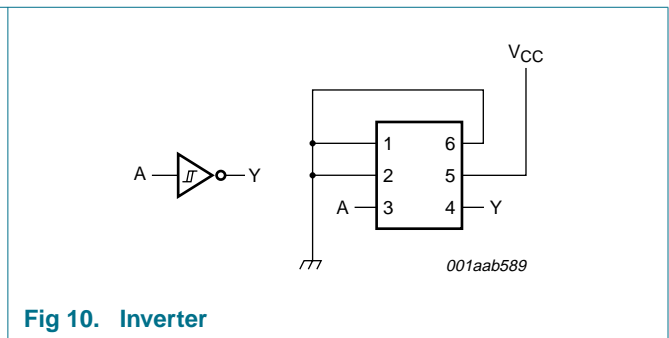 VCC
1 6
A Y 2 5
A 3 4 Y
001aab589
Fig 10. Inverter